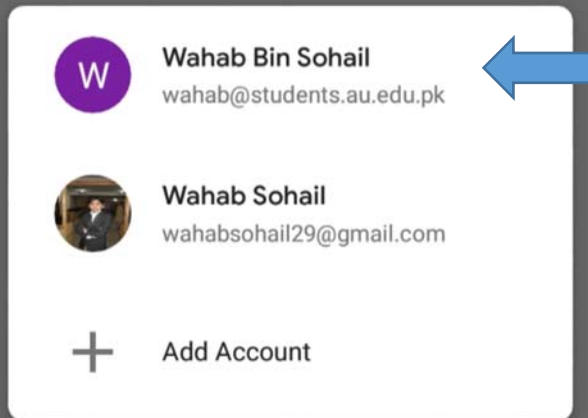 W
Wahab Bin Sohail
wahab@students.au.edu.pk
Wahab Sohail
wahabsohail29@gmail.com
Add Account